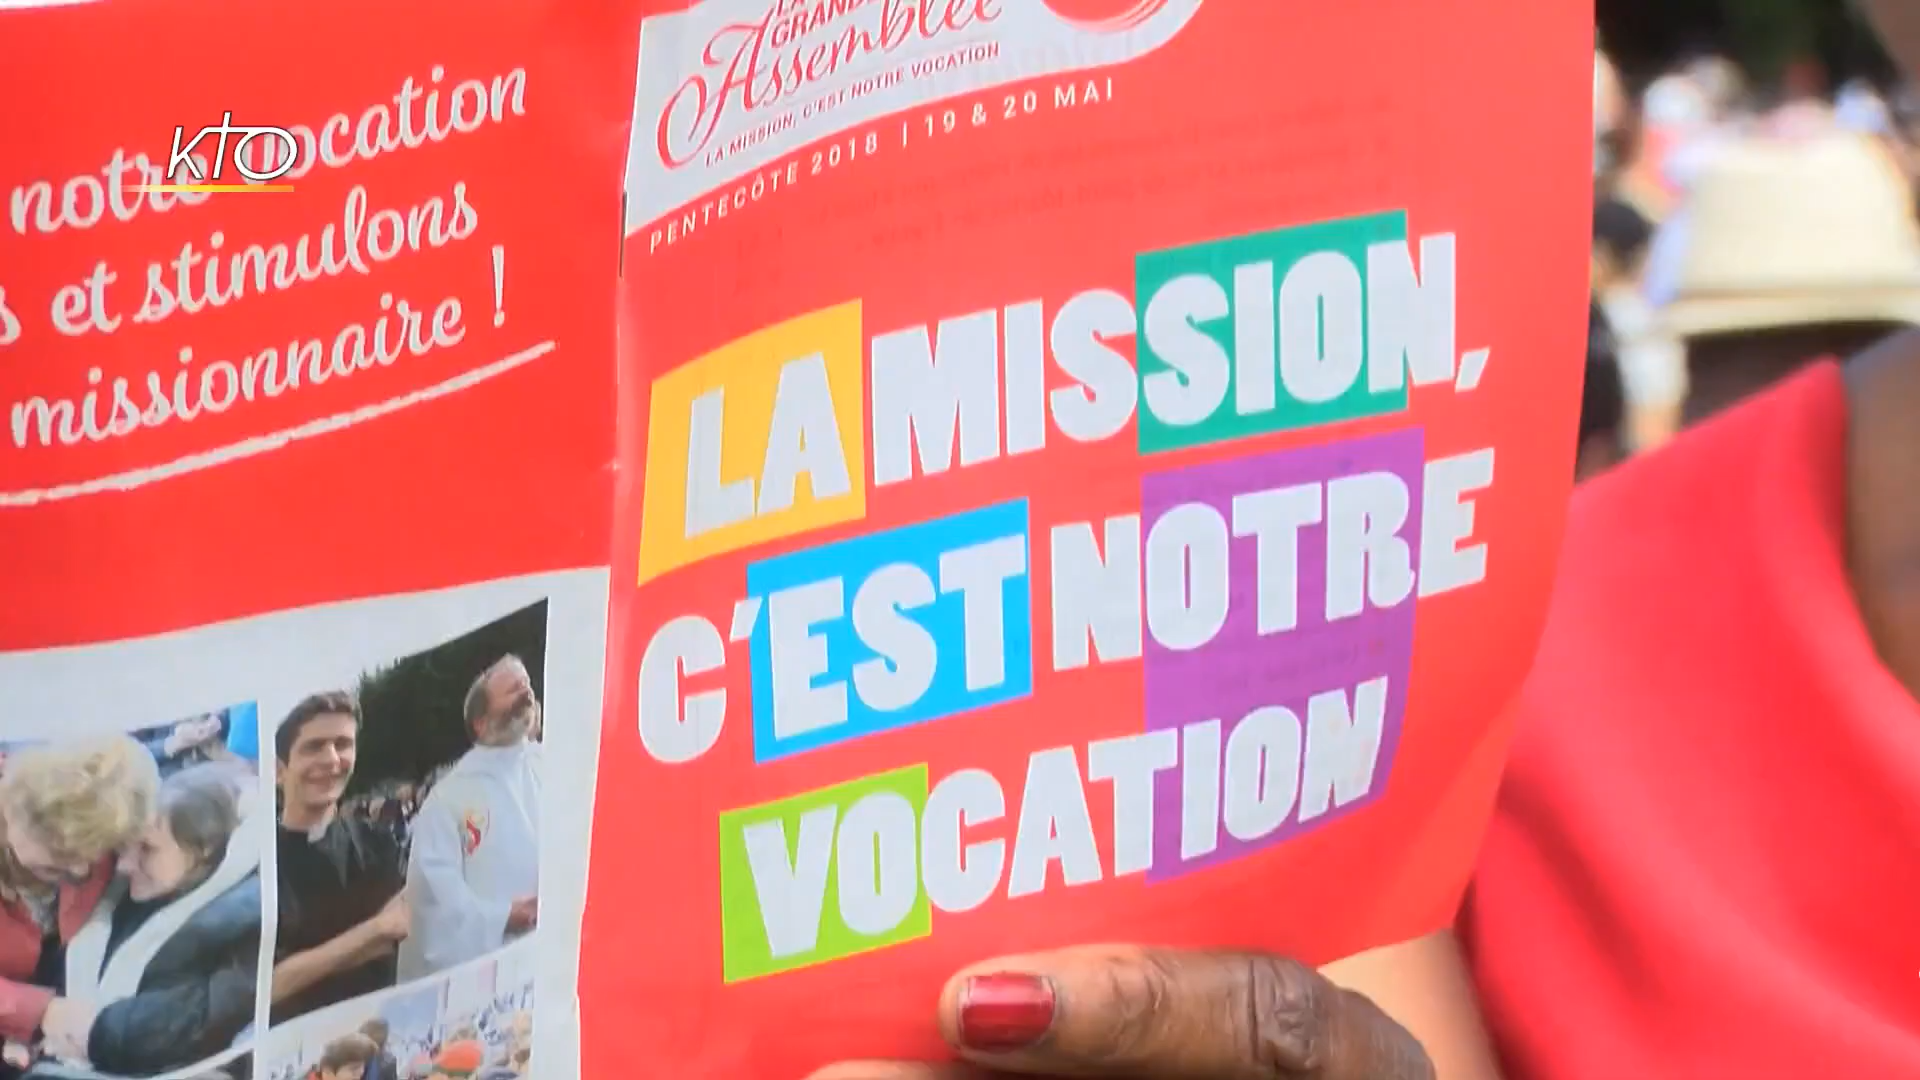 KTO
notre vocation
s et stimulons
missionnaire !
LA
GRANDE
Assemblée
LA MISSION, C'EST NOTRE VOCATION
PENTECÔTE 2018 | 19 & 20 MAI
LA MISSION,
C'EST NOTRE
VOCATION